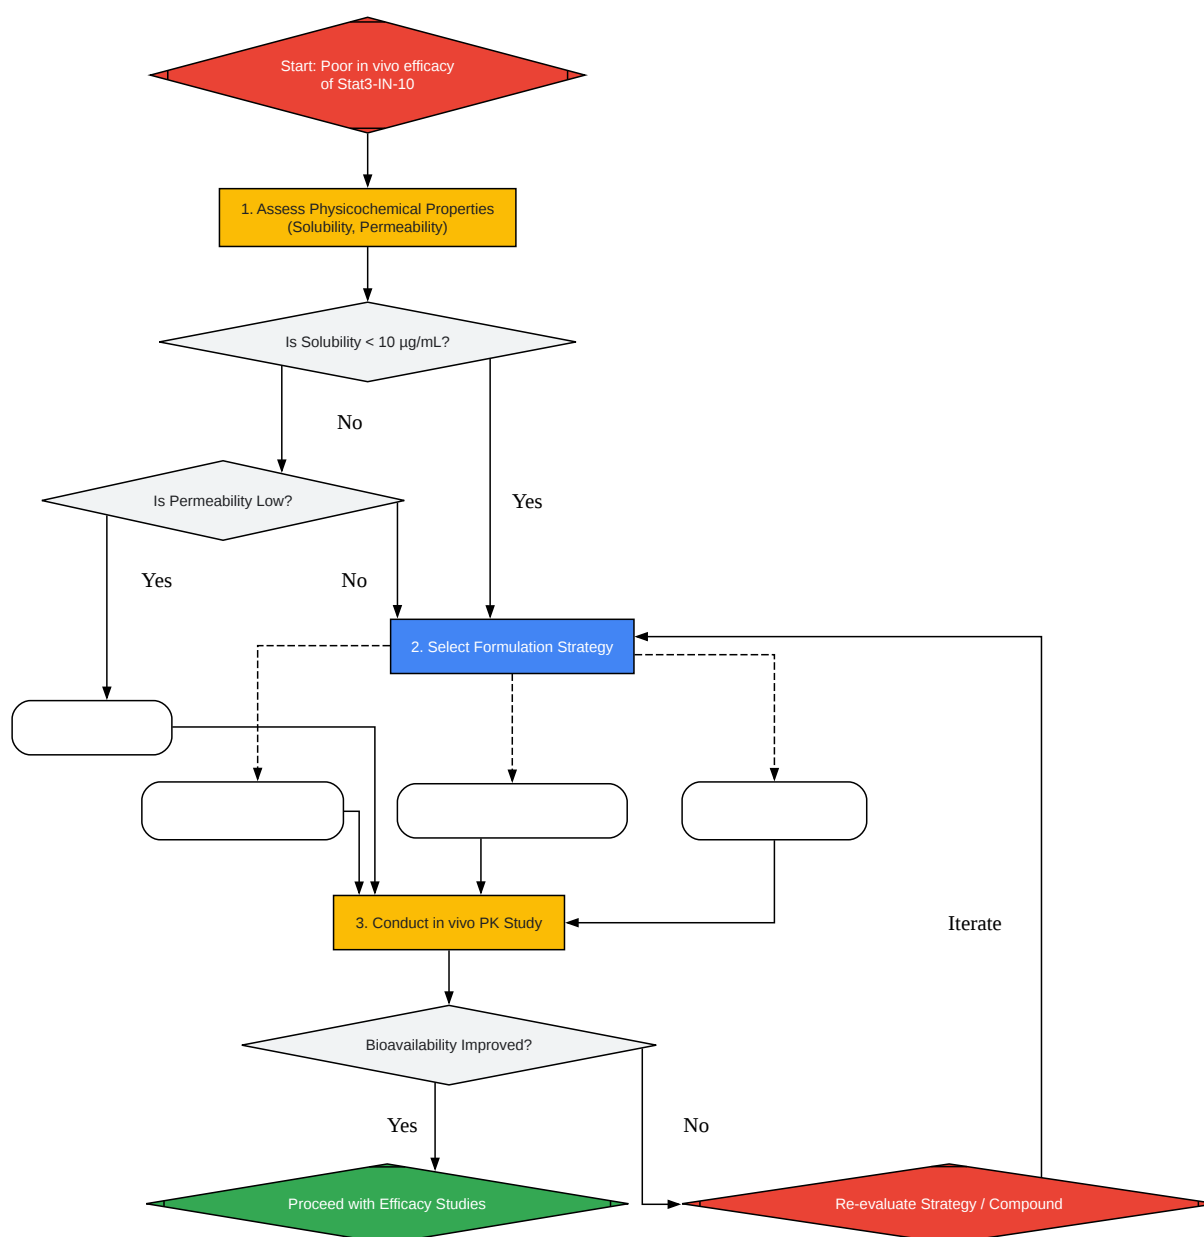 Start: Poor in vivo efficacy
of Stat3-IN-10
1. Assess Physicochemical Properties
(Solubility, Permeability)
Is Solubility < 10 µg/mL?
No
Is Permeability Low?
Yes
Yes
No
2. Select Formulation Strategy
3. Conduct in vivo PK Study
Iterate
Bioavailability Improved?
Yes
No
Proceed with Efficacy Studies
Re-evaluate Strategy / Compound